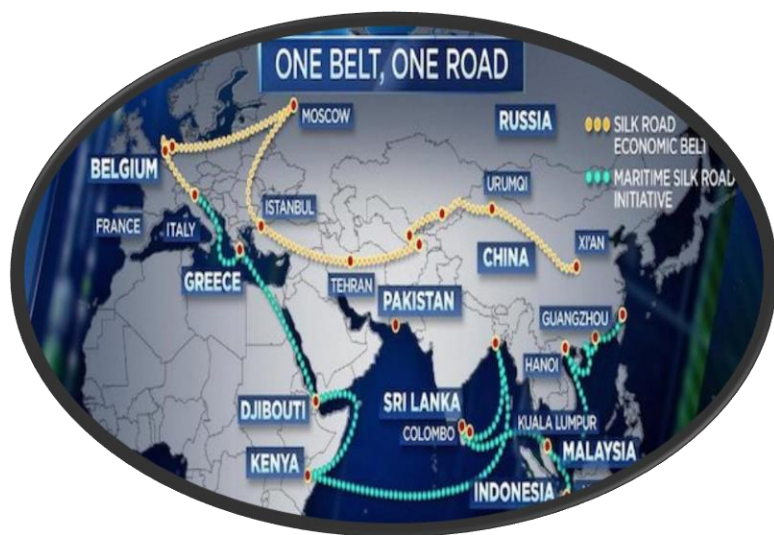 ONE BELT, ONE ROAD
MOSCOW
RUSSIA
SILK ROAD
ECONOMIC BELT
MARITIME SILK ROAD
INITIATIVE
BELGIUM
FRANCE
ITALY
ISTANBUL
URUMQI
XI'AN
CHINA
GREECE
TEHRAN
PAKISTAN
GUANGZHOU
HANOI
DJIBOUTI
SRI LANKA
COLOMBO
KUALA LUMPUR
MALAYSIA
KENYA
INDONESIA